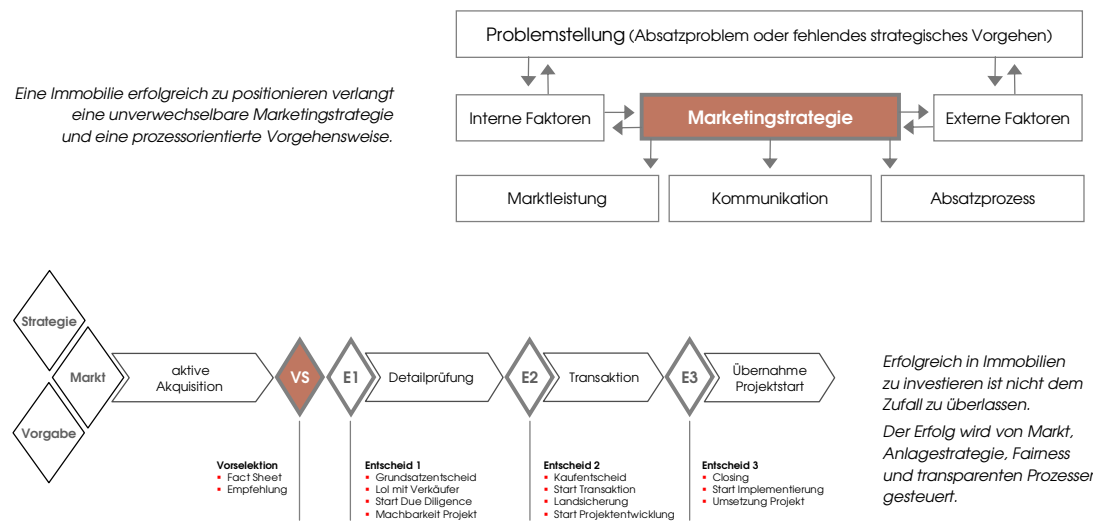 Problemstellung (Absatzproblem oder fehlendes strategisches Vorgehen)
Eine Immobilie erfolgreich zu positionieren verlangt
eine unverwechselbare Marketingstrategie
und eine prozessorientierte Vorgehensweise.
Interne Faktoren
Marketingstrategie
Externe Faktoren
Marktleistung
Kommunikation
Absatzprozess
Strategie
Markt
Vorgabe
aktive
Akquisition
VS
E1
Detailprüfung
E2
Transaktion
E3
Übernahme
Projektstart
Erfolgreich in Immobilien
zu investieren ist nicht dem
Zufall zu überlassen.
Der Erfolg wird von Markt,
Anlagestrategie, Fairness
und transparenten Prozessen
gesteuert.
Vorselektion
▪ Fact Sheet
▪ Empfehlung
Entscheid 1
▪ Grundsatzentscheid
▪ LoI mit Verkäufer
▪ Start Due Diligence
▪ Machbarkeit Projekt
Entscheid 2
▪ Kaufentscheid
▪ Start Transaktion
▪ Landsicherung
▪ Start Projektentwicklung
Entscheid 3
▪ Closing
▪ Start Implementierung
▪ Umsetzung Projekt